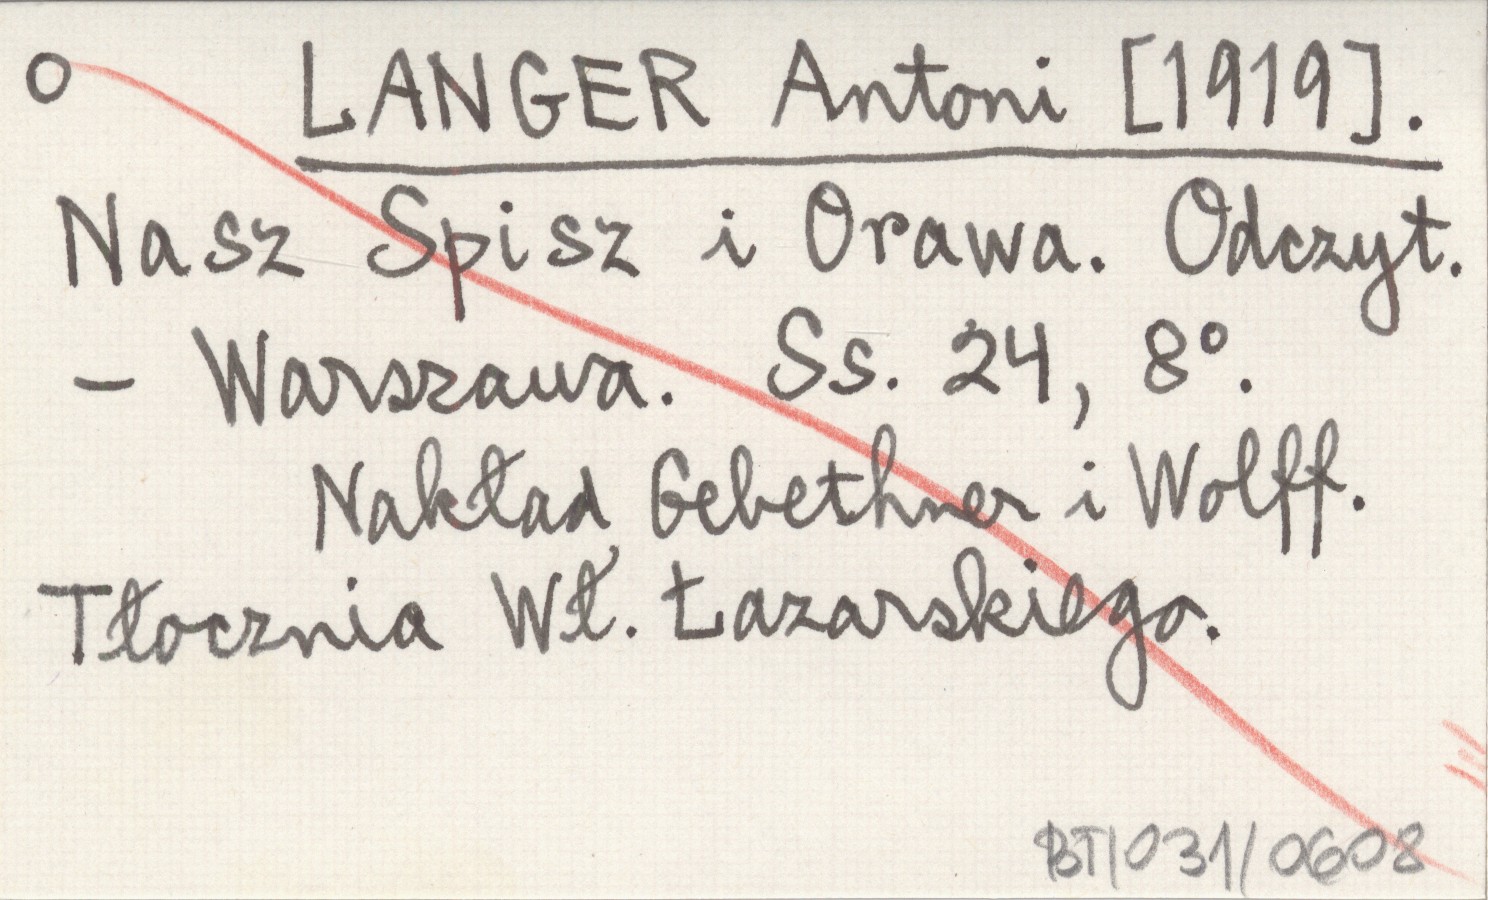 O LANGER Antoni [1919].
Nasz Spisz i Orawa. Odczyt.
– Warszawa. Ss. 24, 8°.
Nakład Gebethner i Wolff.
Tłocznia Wł. Łazarskiego.
BT/031/0608